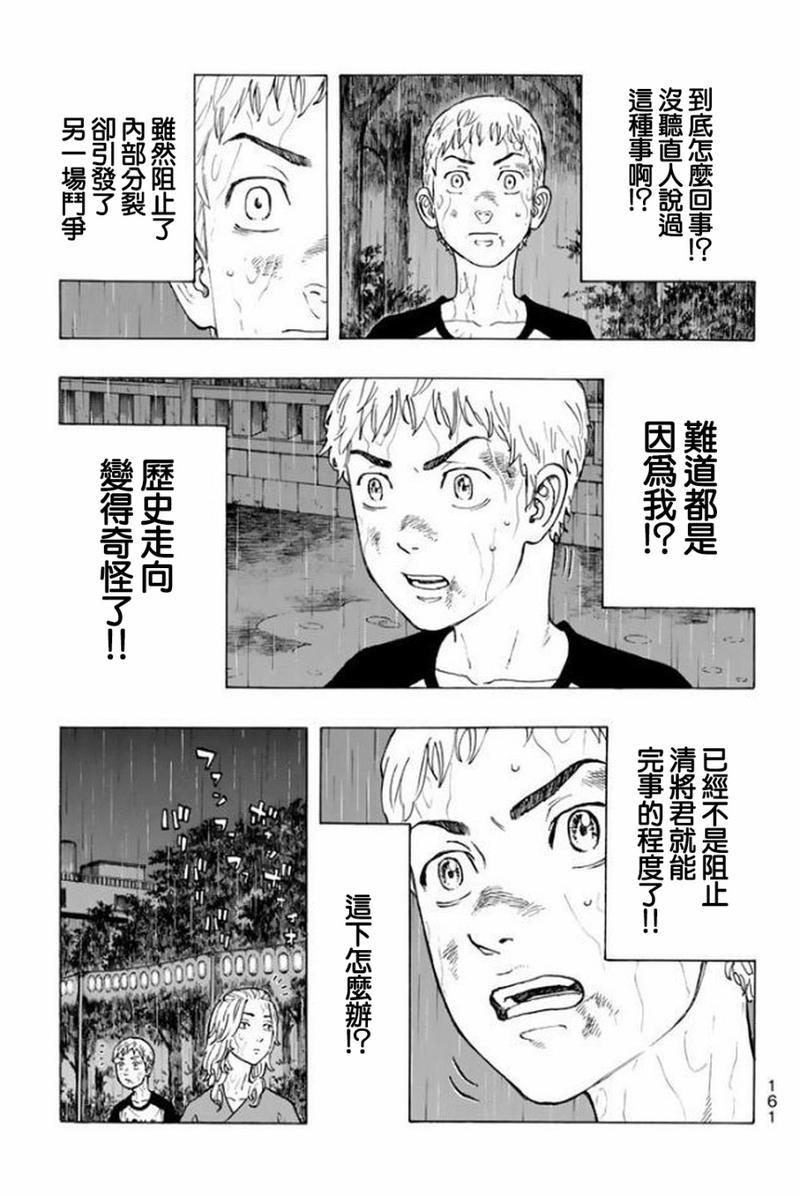 到底怎麼回事!?
沒聽直人說過
這種事啊!?
雖然阻止了
內部分裂
卻引發了
另一場鬥爭
難道都是
因為我!?
歷史走向
變得奇怪了!!
已經不是阻止
清將君就能
完事的程度了!!
這下怎麼辦!?
161